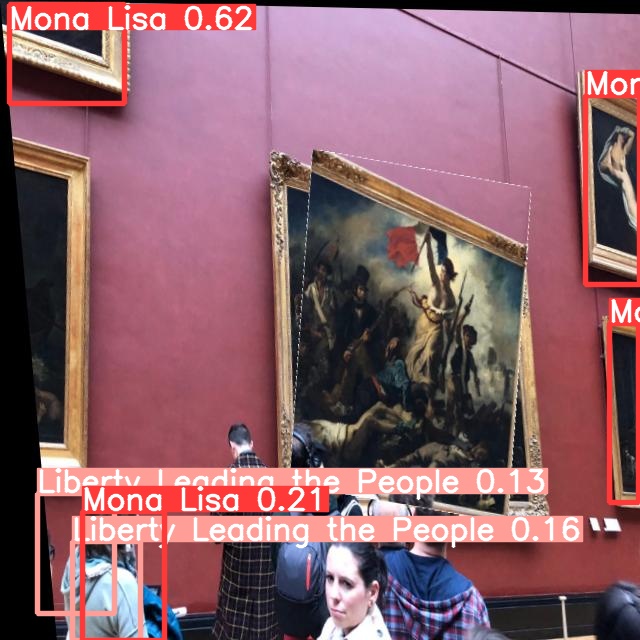 Mona Lisa 0.62
Mon
Mo
Liberty Leading the People 0.13
Mona Lisa 0.21
Liberty Leading the People 0.16